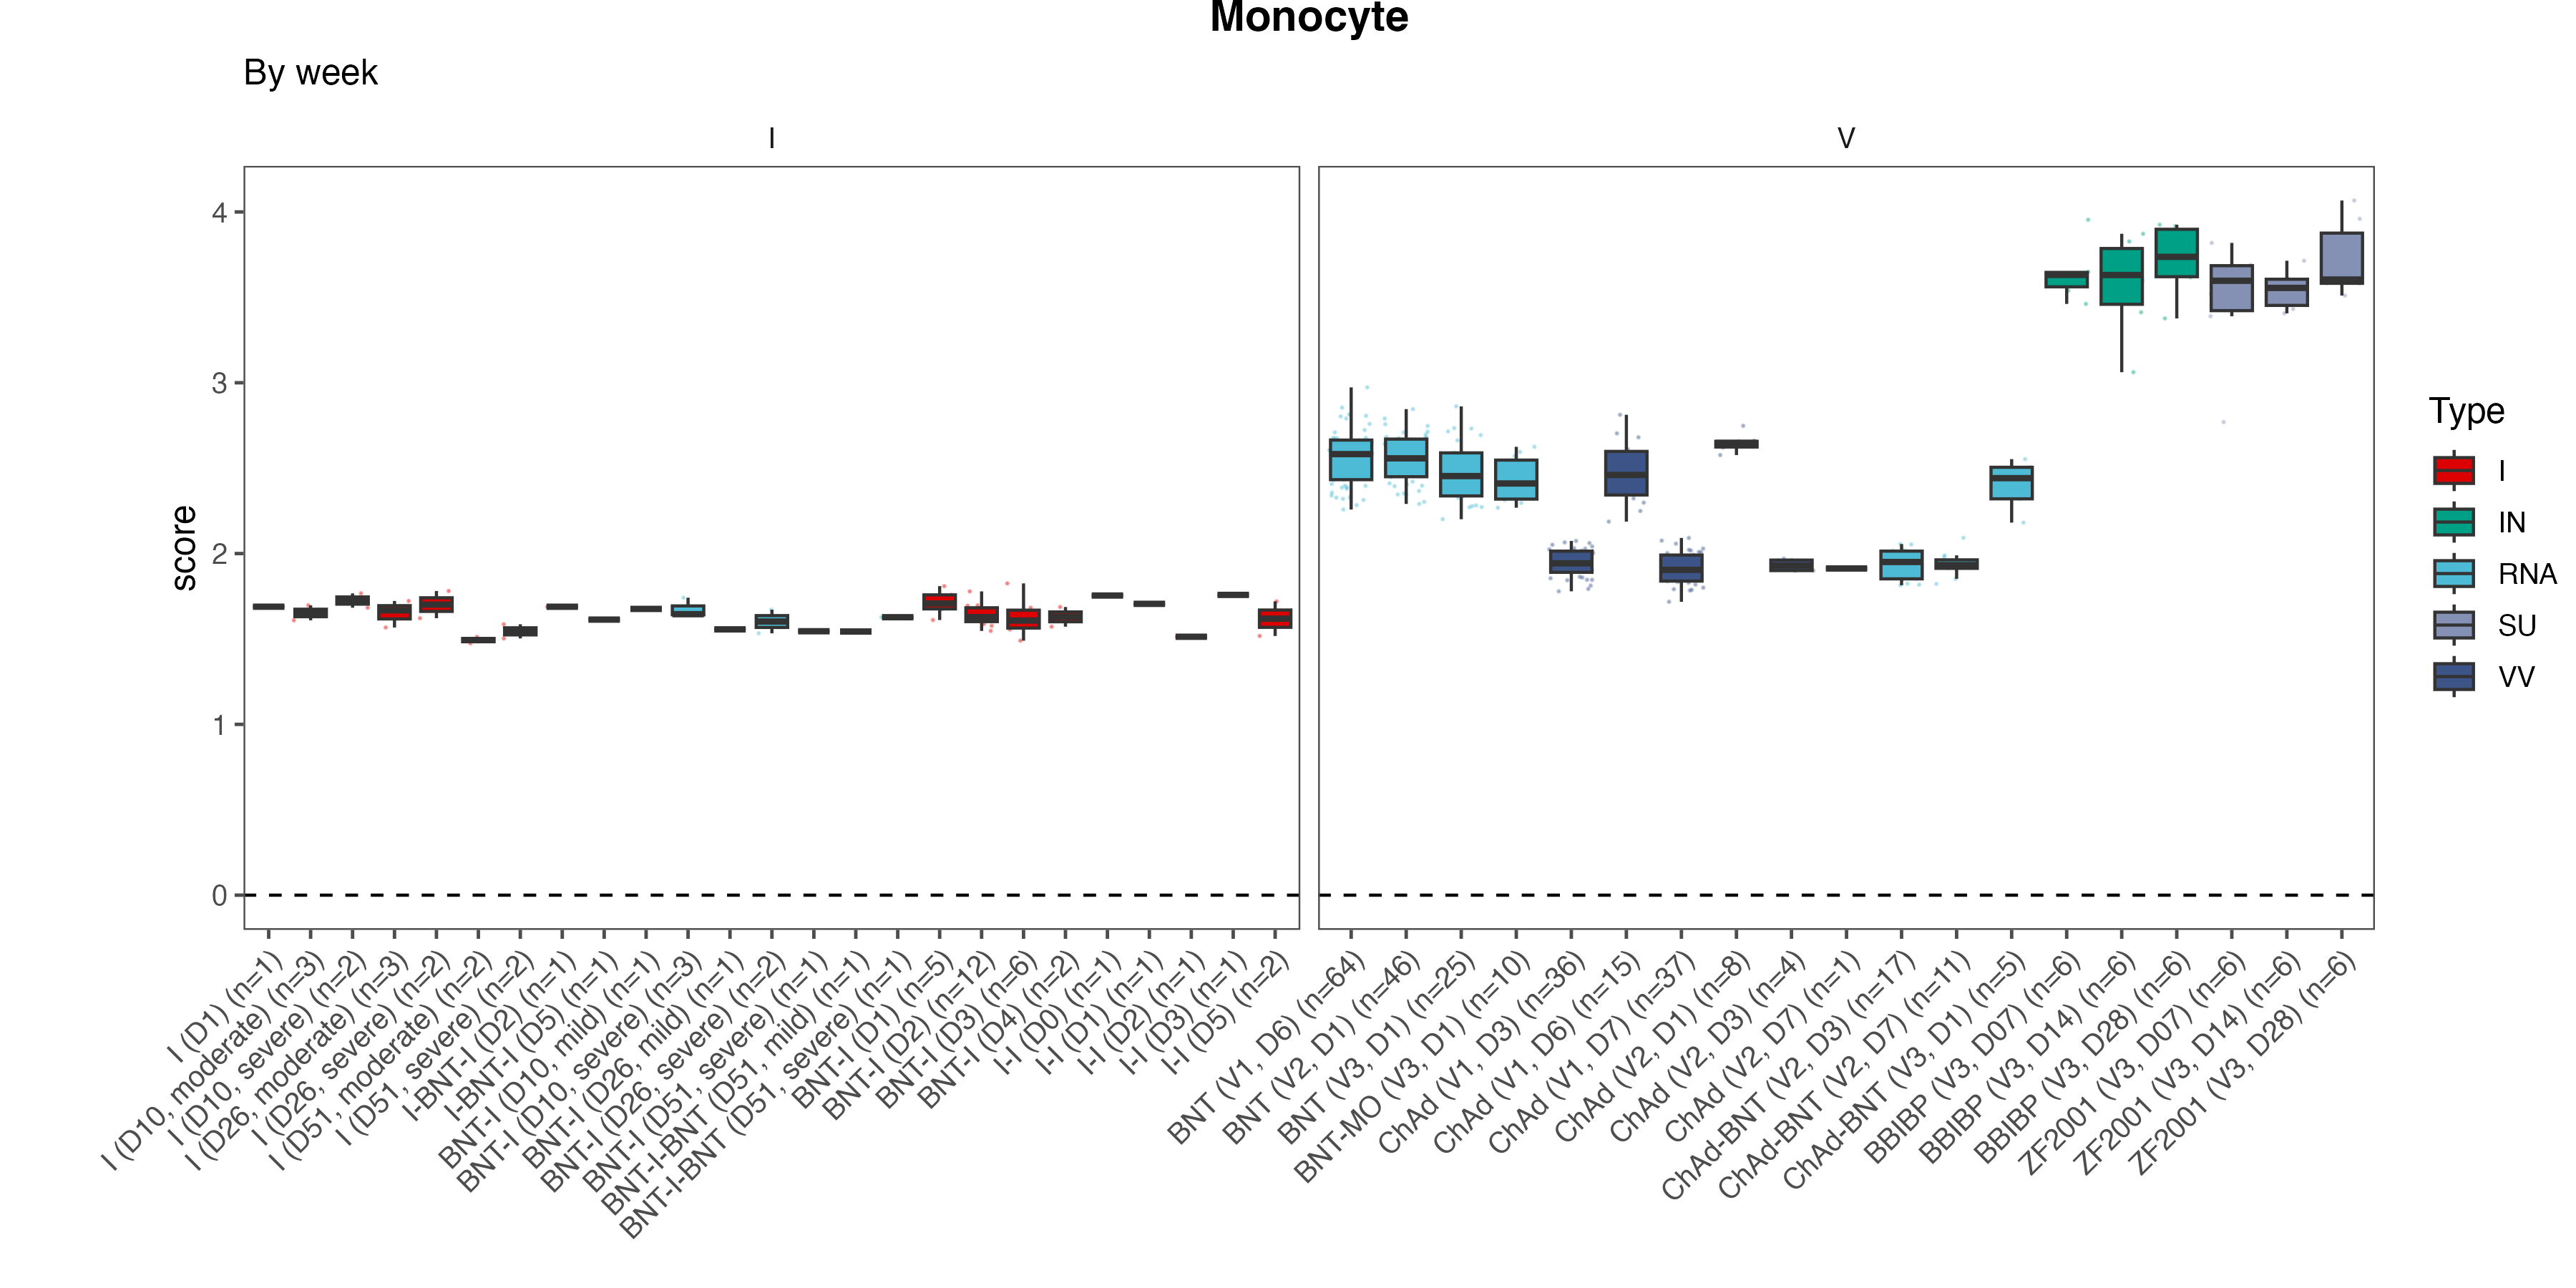 Monocyte
By week
I
V
score
4
3
2
1
0
I (D1) (n=1)
I (D10, moderate) (n=3)
I (D10, severe) (n=2)
I (D26, moderate) (n=3)
I (D26, severe) (n=2)
I (D51, moderate) (n=2)
I (D51, severe) (n=2)
I-BNT-I (D2) (n=1)
I-BNT-I (D5) (n=1)
BNT-I (D10, mild) (n=1)
BNT-I (D10, severe) (n=3)
BNT-I (D26, mild) (n=1)
BNT-I (D26, severe) (n=2)
BNT-I (D51, severe) (n=1)
BNT-I-BNT (D51, mild) (n=1)
BNT-I-BNT (D51, severe) (n=1)
BNT-I (D1) (n=5)
BNT-I (D2) (n=12)
BNT-I (D3) (n=6)
BNT-I (D4) (n=2)
I-I (D0) (n=1)
I-I (D1) (n=1)
I-I (D2) (n=1)
I-I (D3) (n=1)
I-I (D5) (n=2)
BNT (V1, D6) (n=64)
BNT (V2, D1) (n=46)
BNT (V3, D1) (n=25)
BNT-MO (V3, D1) (n=10)
ChAd (V1, D3) (n=36)
ChAd (V1, D6) (n=15)
ChAd (V1, D7) (n=37)
ChAd (V2, D1) (n=8)
ChAd (V2, D3) (n=4)
ChAd (V2, D7) (n=1)
ChAd-BNT (V2, D3) (n=17)
ChAd-BNT (V2, D7) (n=11)
ChAd-BNT (V3, D1) (n=5)
BBIBP (V3, D07) (n=6)
BBIBP (V3, D14) (n=6)
BBIBP (V3, D28) (n=6)
ZF2001 (V3, D07) (n=6)
ZF2001 (V3, D14) (n=6)
ZF2001 (V3, D28) (n=6)
Type
I
IN
RNA
SU
VV